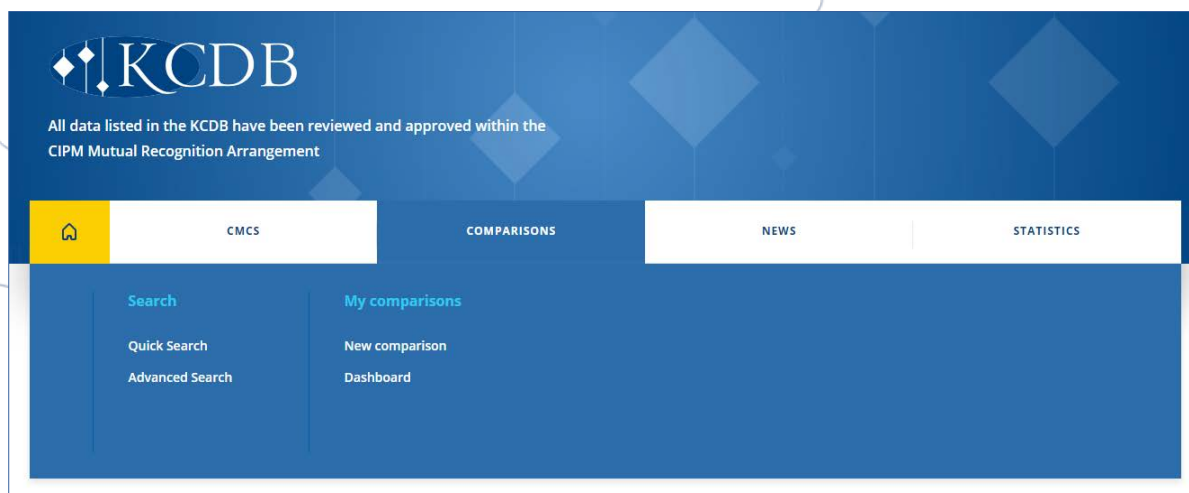 KCDB
All data listed in the KCDB have been reviewed and approved within the
CIPM Mutual Recognition Arrangement
CMCS
COMPARISONS
NEWS
STATISTICS
Search
Quick Search
Advanced Search
My comparisons
New comparison
Dashboard